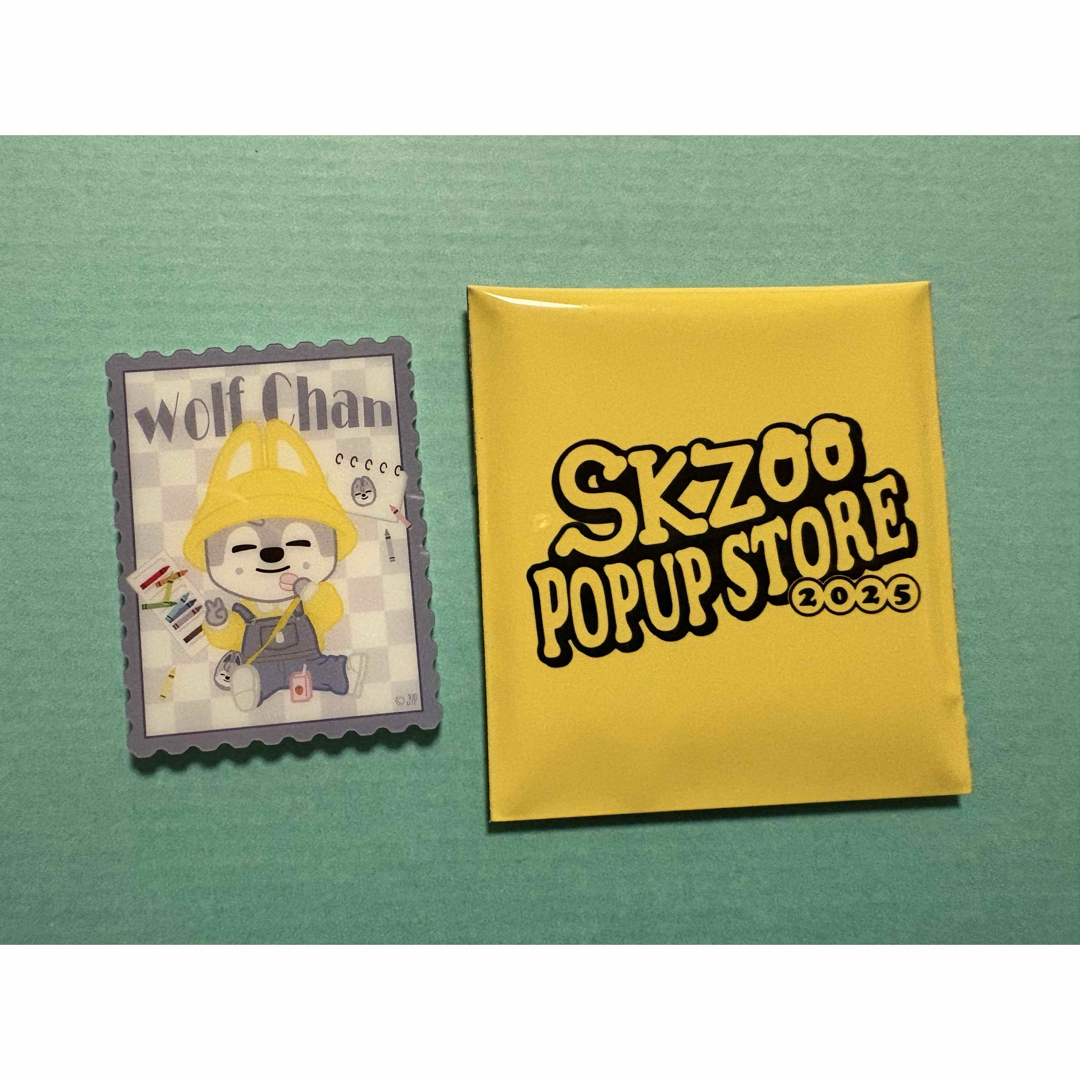 Wolf Chan
SKZOO
POPUP STORE
2025